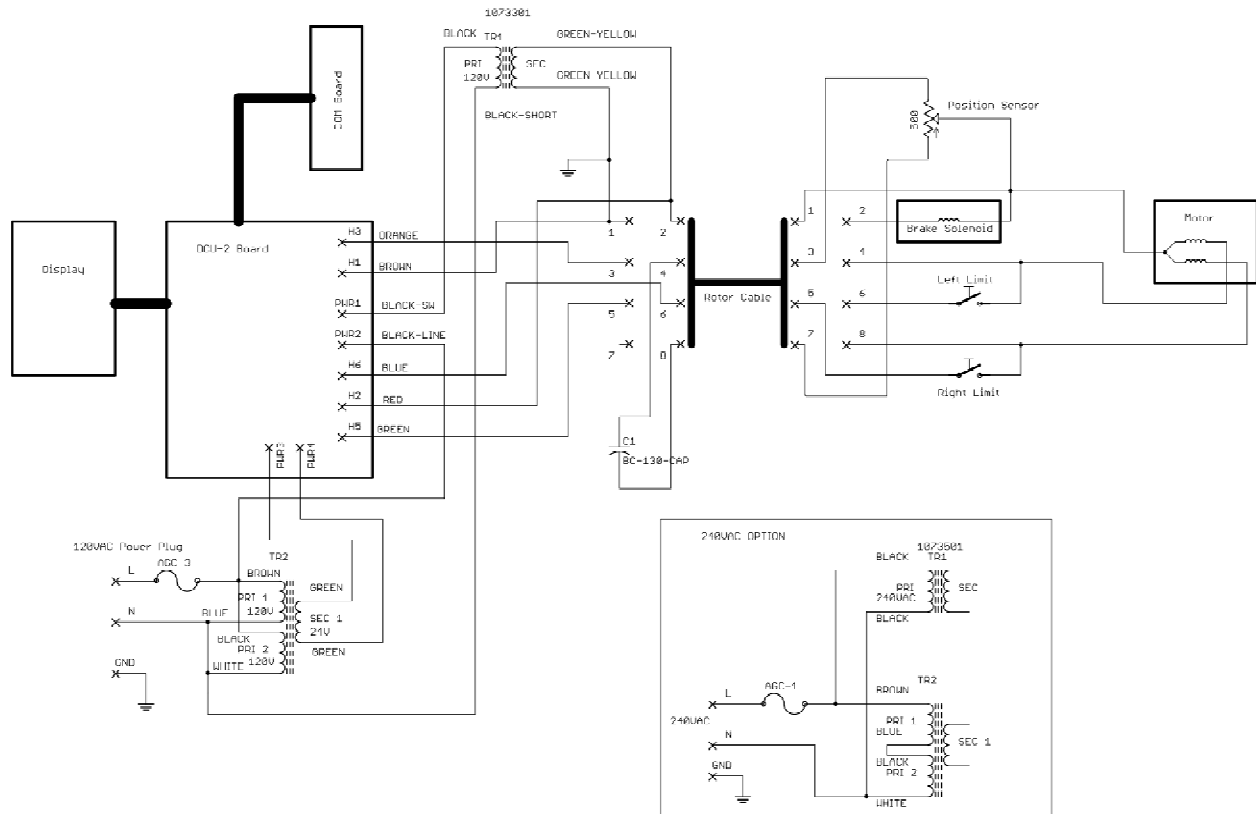 1073301
BLACK TR1 GREEN-YELLOW
PRI SEC
120V GREEN YELLOW
BLACK-SHORT
DCM Board
500 Position Sensor
DCU-2 Board
Display
H3 ORANGE
H1 BROWN
PWR1 BLACK-SW
PWR2 BLACK-LINE
H6 BLUE
H2 RED
H5 GREEN
PWR3 PWR4
1 2
3 4
5 6
7 8
Rotor Cable
1 2
3 4
5 6
7 8
Brake Solenoid
Motor
Left Limit
Right Limit
C1
BC-130-CAP
120VAC Power Plug
L AGC 3
N
GND
TR2
BROWN GREEN
PRI 1
120V
BLUE SEC 1
24V
BLACK GREEN
PRI 2
120V
WHITE
240VAC OPTION
1073501
BLACK TR1
PRI SEC
240VAC
BLACK
TR2
L AGC-1 BROWN
240VAC
N
GND
PRI 1
BLUE SEC 1
BLACK
PRI 2
WHITE